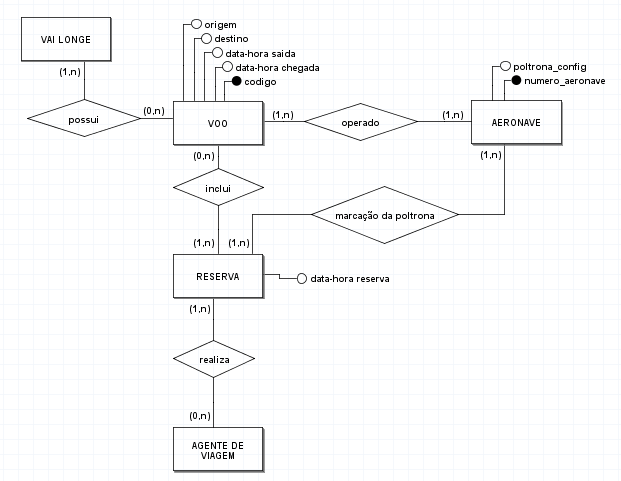 origem
destino
VAI LONGE
data-hora saida
data-hora chegada
poltrona_config
(1,n)
codigo
numero_aeronave
(0,n)
(1,n)
(1,n)
possui
VOO
operado
AERONAVE
(0,n)
(1,n)
inclui
marcação da poltrona
(1,n)
(1,n)
RESERVA
data-hora reserva
(1,n)
realiza
(0,n)
AGENTE DE
VIAGEM